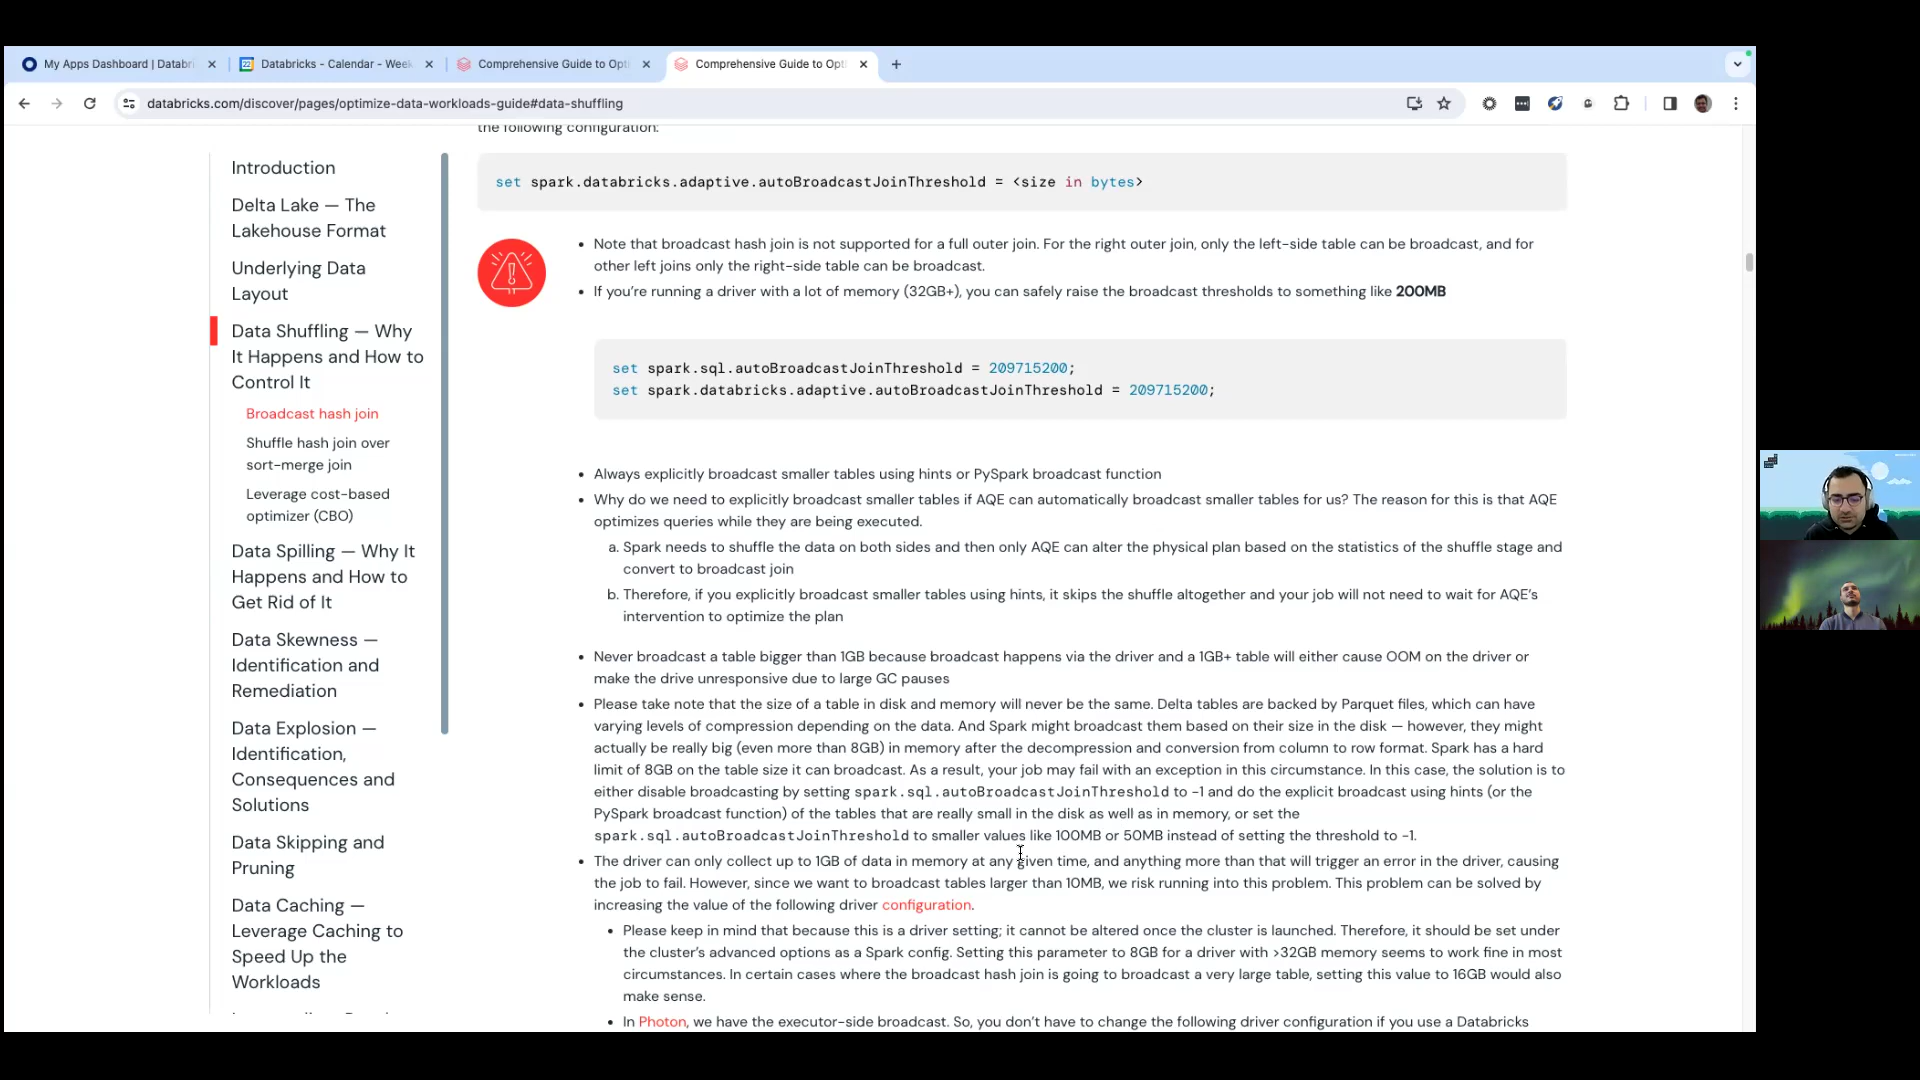 My Apps Dashboard | Databri
Databricks - Calendar - Week
Comprehensive Guide to Opti
Comprehensive Guide to Opti
databricks.com/discover/pages/optimize-data-workloads-guide#data-shuffling
the following configuration:
Introduction
Delta Lake — The
Lakehouse Format
Underlying Data
Layout
Data Shuffling — Why
It Happens and How to
Control It
Broadcast hash join
Shuffle hash join over
sort-merge join
Leverage cost-based
optimizer (CBO)
Data Spilling — Why It
Happens and How to
Get Rid of It
Data Skewness —
Identification and
Remediation
Data Explosion —
Identification,
Consequences and
Solutions
Data Skipping and
Pruning
Data Caching —
Leverage Caching to
Speed Up the
Workloads
set spark.databricks.adaptive.autoBroadcastJoinThreshold = <size in bytes>
• Note that broadcast hash join is not supported for a full outer join. For the right outer join, only the left-side table can be broadcast, and for
other left joins only the right-side table can be broadcast.
• If you're running a driver with a lot of memory (32GB+), you can safely raise the broadcast thresholds to something like 200MB
set spark.sql.autoBroadcastJoinThreshold = 209715200;
set spark.databricks.adaptive.autoBroadcastJoinThreshold = 209715200;
• Always explicitly broadcast smaller tables using hints or PySpark broadcast function
• Why do we need to explicitly broadcast smaller tables if AQE can automatically broadcast smaller tables for us? The reason for this is that AQE
optimizes queries while they are being executed.
a. Spark needs to shuffle the data on both sides and then only AQE can alter the physical plan based on the statistics of the shuffle stage and
convert to broadcast join
b. Therefore, if you explicitly broadcast smaller tables using hints, it skips the shuffle altogether and your job will not need to wait for AQE's
intervention to optimize the plan
• Never broadcast a table bigger than 1GB because broadcast happens via the driver and a 1GB+ table will either cause OOM on the driver or
make the drive unresponsive due to large GC pauses
• Please take note that the size of a table in disk and memory will never be the same. Delta tables are backed by Parquet files, which can have
varying levels of compression depending on the data. And Spark might broadcast them based on their size in the disk — however, they might
actually be really big (even more than 8GB) in memory after the decompression and conversion from column to row format. Spark has a hard
limit of 8GB on the table size it can broadcast. As a result, your job may fail with an exception in this circumstance. In this case, the solution is to
either disable broadcasting by setting spark.sql.autoBroadcastJoinThreshold to -1 and do the explicit broadcast using hints (or the
PySpark broadcast function) of the tables that are really small in the disk as well as in memory, or set the
spark.sql.autoBroadcastJoinThreshold to smaller values like 100MB or 50MB instead of setting the threshold to -1.
• The driver can only collect up to 1GB of data in memory at any given time, and anything more than that will trigger an error in the driver, causing
the job to fail. However, since we want to broadcast tables larger than 10MB, we risk running into this problem. This problem can be solved by
increasing the value of the following driver configuration.
• Please keep in mind that because this is a driver setting; it cannot be altered once the cluster is launched. Therefore, it should be set under
the cluster's advanced options as a Spark config. Setting this parameter to 8GB for a driver with >32GB memory seems to work fine in most
circumstances. In certain cases where the broadcast hash join is going to broadcast a very large table, setting this value to 16GB would also
make sense.
• In Photon, we have the executor-side broadcast. So, you don't have to change the following driver configuration if you use a Databricks